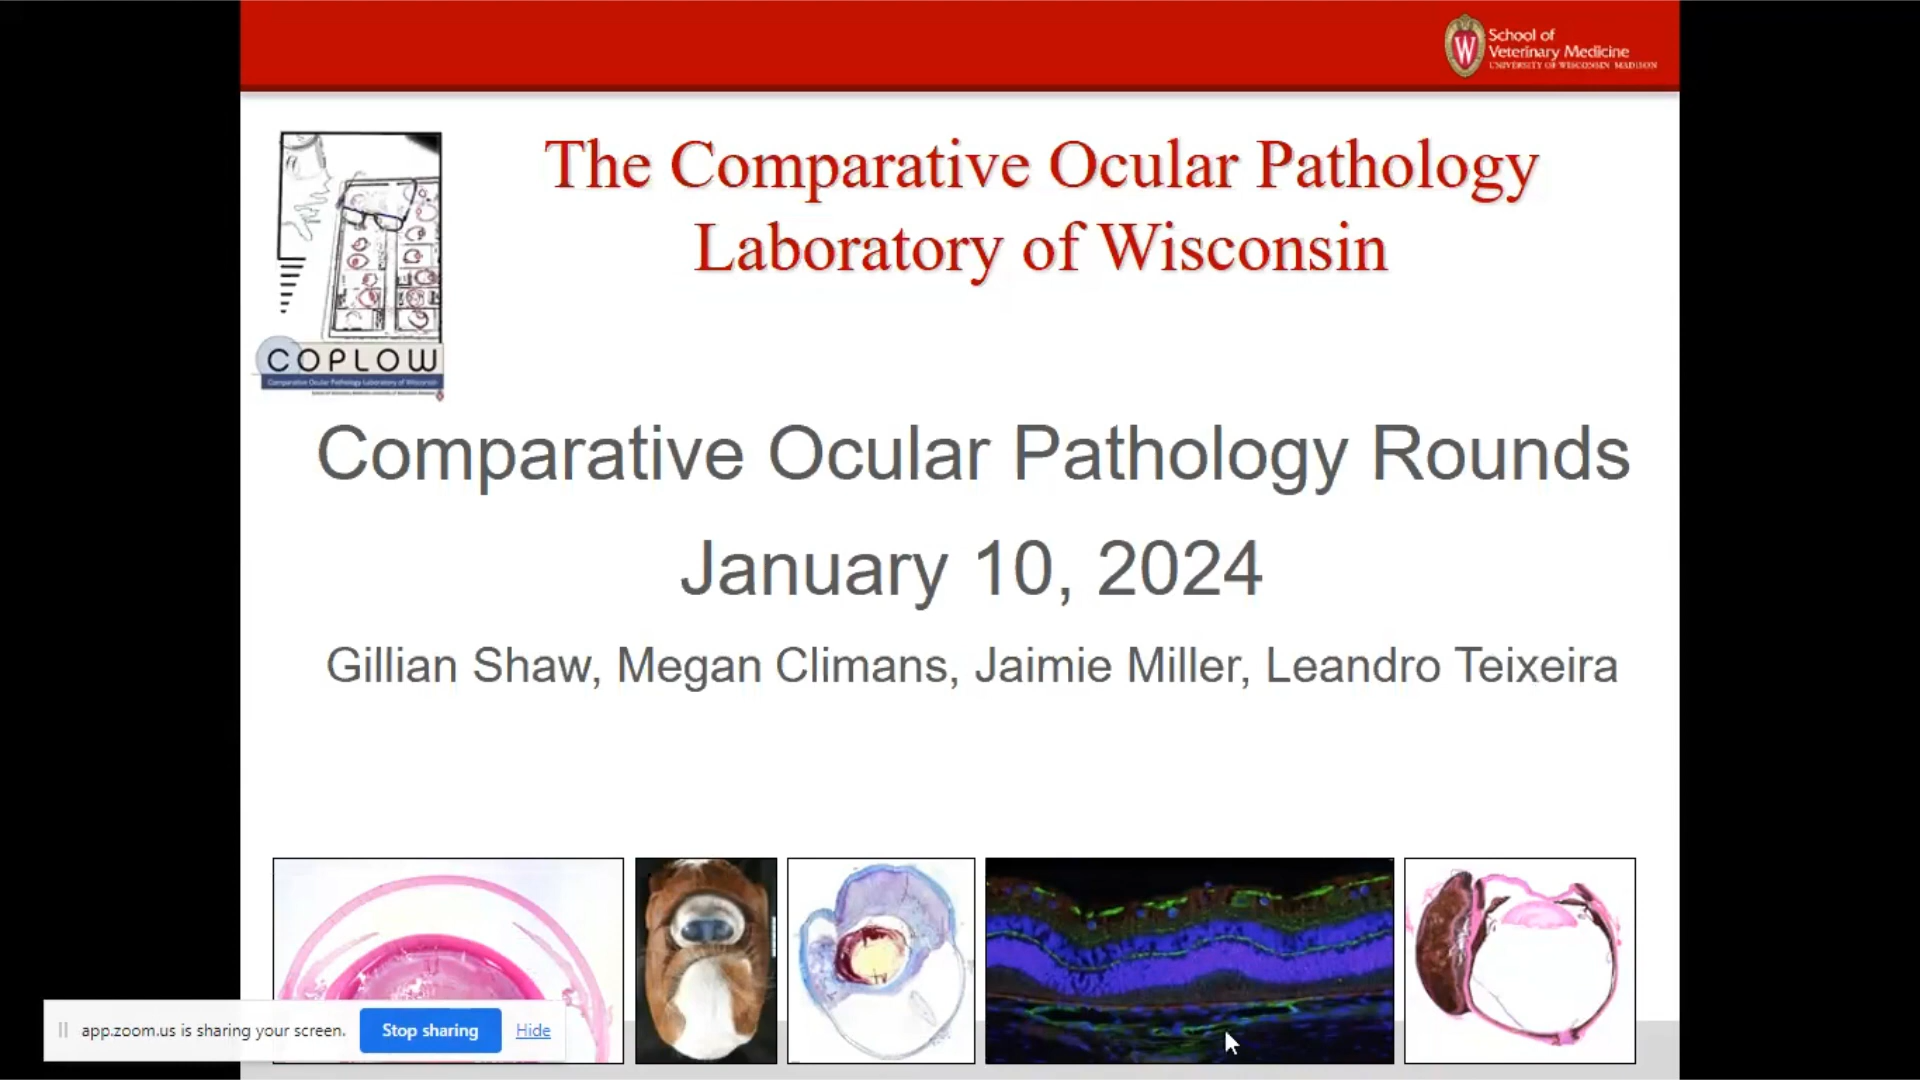 School of
Veterinary Medicine
UNIVERSITY OF WISCONSIN-MADISON
The Comparative Ocular Pathology
Laboratory of Wisconsin
COPLOW
Comparative Ocular Pathology Laboratory of Wisconsin
Comparative Ocular Pathology Rounds
January 10, 2024
Gillian Shaw, Megan Climans, Jaimie Miller, Leandro Teixeira
app.zoom.us is sharing your screen.
Stop sharing
Hide